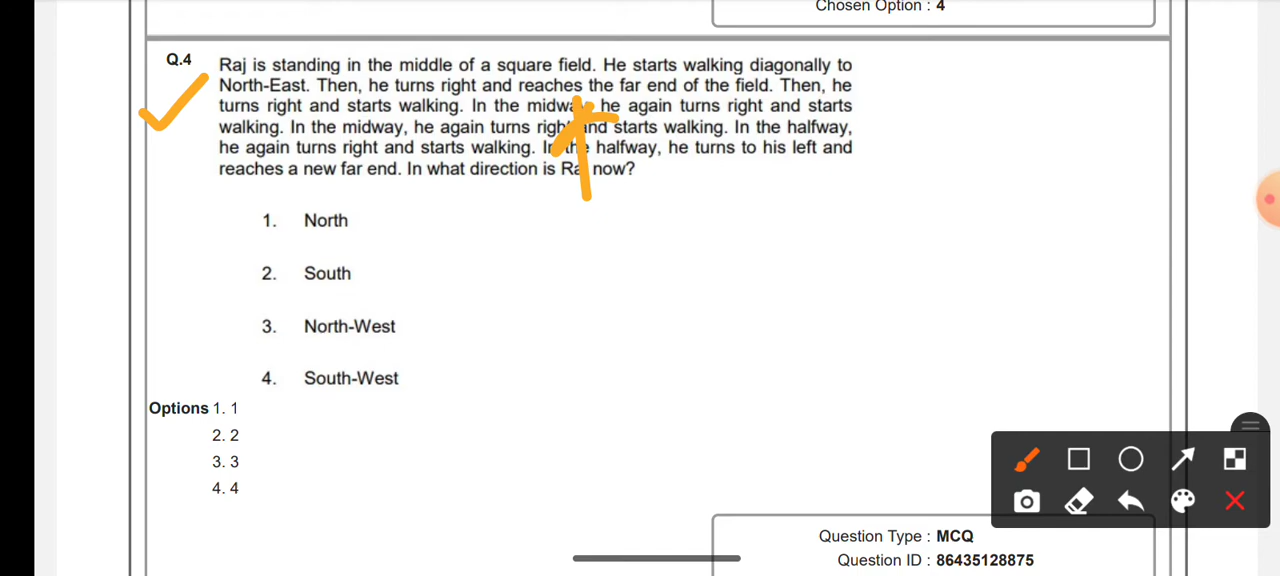 Chosen Option : 4
Q.4 Raj is standing in the middle of a square field. He starts walking diagonally to
North-East. Then, he turns right and reaches the far end of the field. Then, he
turns right and starts walking. In the midway, he again turns right and starts
walking. In the midway, he again turns right and starts walking. In the halfway,
he again turns right and starts walking. In the halfway, he turns to his left and
reaches a new far end. In what direction is Raj now?
1. North
2. South
3. North-West
4. South-West
Options 1. 1
2. 2
3. 3
4. 4
Question Type : MCQ
Question ID : 86435128875